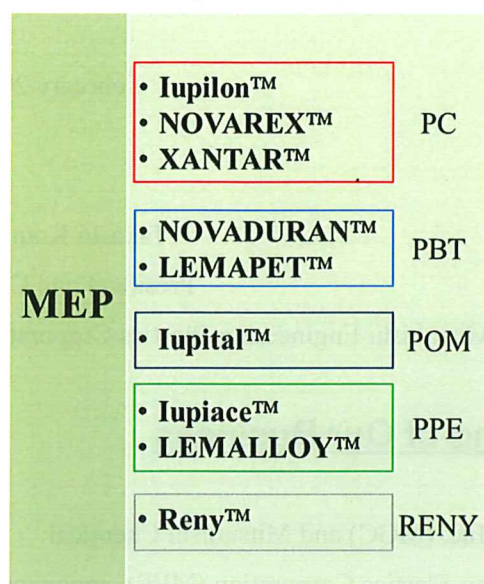 MEP
• Iupilon™
• NOVAREX™
• XANTAR™
PC
• NOVADURAN™
• LEMAPET™
PBT
• Iupital™
POM
• Iupiace™
• LEMALLOY™
PPE
• Reny™
RENY